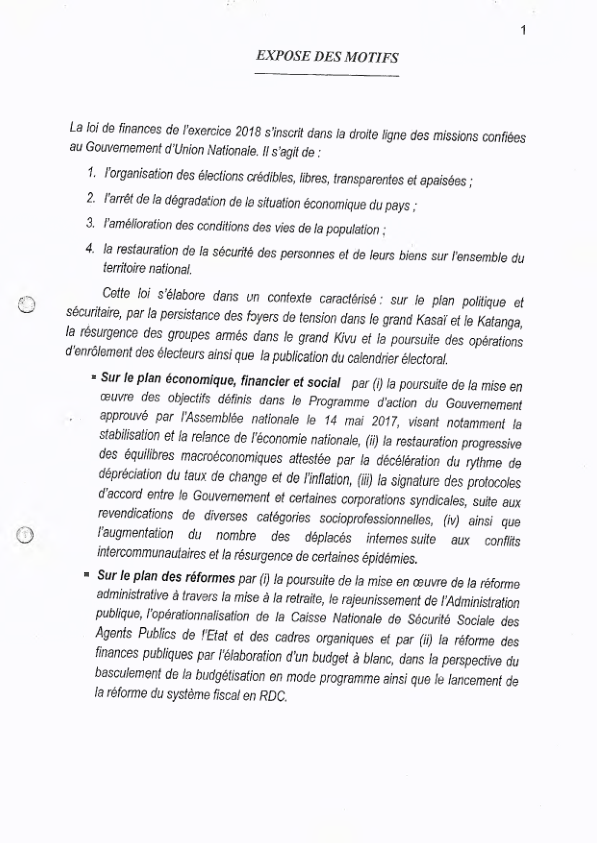 1
EXPOSE DES MOTIFS
La loi de finances de l'exercice 2018 s'inscrit dans la droite ligne des missions confiées
au Gouvernement d'Union Nationale. Il s'agit de :
1. l'organisation des élections crédibles, libres, transparentes et apaisées ;
2. l'arrêt de la dégradation de la situation économique du pays ;
3. l'amélioration des conditions des vies de la population ;
4. la restauration de la sécurité des personnes et de leurs biens sur l'ensemble du
territoire national.
Cette loi s'élabore dans un contexte caractérisé : sur le plan politique et
sécuritaire, par la persistance des foyers de tension dans le grand Kasaï et le Katanga,
la résurgence des groupes armés dans le grand Kivu et la poursuite des opérations
d'enrôlement des électeurs ainsi que la publication du calendrier électoral.
▪ Sur le plan économique, financier et social par (i) la poursuite de la mise en
œuvre des objectifs définis dans le Programme d'action du Gouvernement
approuvé par l'Assemblée nationale le 14 mai 2017, visant notamment la
stabilisation et la relance de l'économie nationale, (ii) la restauration progressive
des équilibres macroéconomiques attestée par la décélération du rythme de
dépréciation du taux de change et de l'inflation, (iii) la signature des protocoles
d'accord entre le Gouvernement et certaines corporations syndicales, suite aux
revendications de diverses catégories socioprofessionnelles, (iv) ainsi que
l'augmentation du nombre des déplacés internes suite aux conflits
intercommunautaires et la résurgence de certaines épidémies.
▪ Sur le plan des réformes par (i) la poursuite de la mise en œuvre de la réforme
administrative à travers la mise à la retraite, le rajeunissement de l'Administration
publique, l'opérationnalisation de la Caisse Nationale de Sécurité Sociale des
Agents Publics de l'Etat et des cadres organiques et par (ii) la réforme des
finances publiques par l'élaboration d'un budget à blanc, dans la perspective du
basculement de la budgétisation en mode programme ainsi que le lancement de
la réforme du système fiscal en RDC.